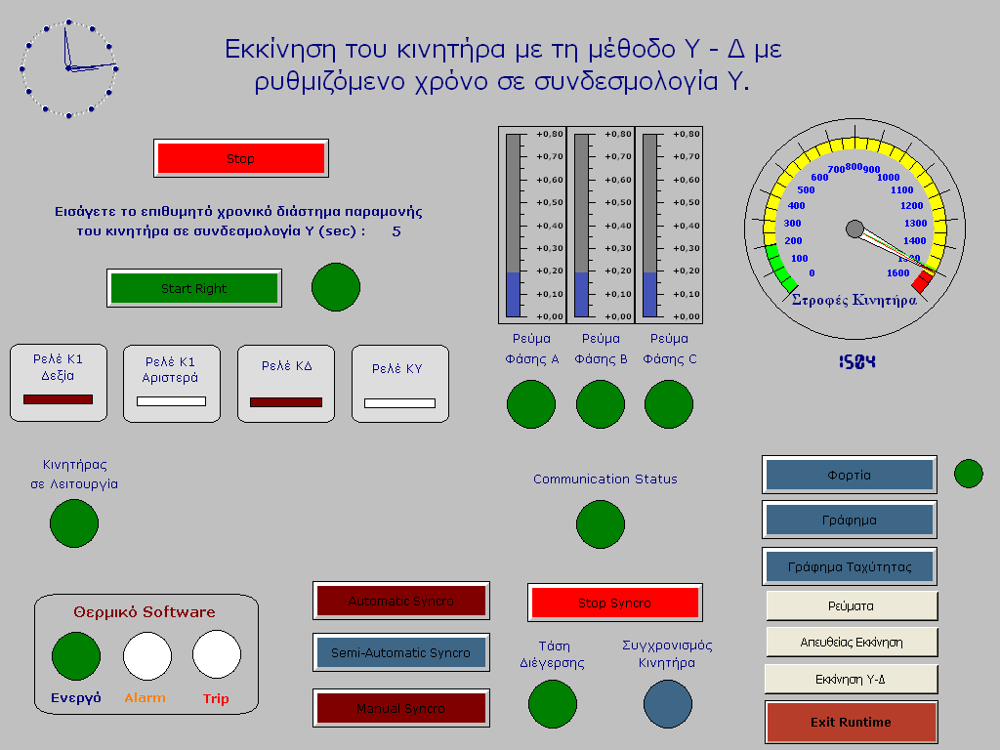 Εκκίνηση του κινητήρα με τη μέθοδο Υ - Δ με
ρυθμιζόμενο χρόνο σε συνδεσμολογία Υ.
Stop
Εισάγετε το επιθυμητό χρονικό διάστημα παραμονής
του κινητήρα σε συνδεσμολογία Υ (sec) : 5
Start Right
Ρελέ Κ1
Δεξία
Ρελέ Κ1
Αριστερά
Ρελέ ΚΔ
Ρελέ ΚΥ
+0,80 +0,80 +0,80
+0,70 +0,70 +0,70
+0,60 +0,60 +0,60
+0,50 +0,50 +0,50
+0,40 +0,40 +0,40
+0,30 +0,30 +0,30
+0,20 +0,20 +0,20
+0,10 +0,10 +0,10
+0,00 +0,00 +0,00
Ρεύμα
Φάσης Α
Ρεύμα
Φάσης Β
Ρεύμα
Φάσης C
0
100
200
300
400
500
600
700
800
900
1000
1100
1200
1300
1400
1600
Στροφές Κινητήρα
1504
Κινητήρας
σε Λειτουργία
Communication Status
Φορτία
Γράφημα
Γράφημα Ταχύτητας
Ρεύματα
Απευθείας Εκκίνηση
Εκκίνηση Υ-Δ
Exit Runtime
Θερμικό Software
Ενεργό
Alarm
Trip
Automatic Syncro
Semi-Automatic Syncro
Manual Syncro
Stop Syncro
Τάση
Διέγερσης
Συγχρονισμός
Κινητήρα